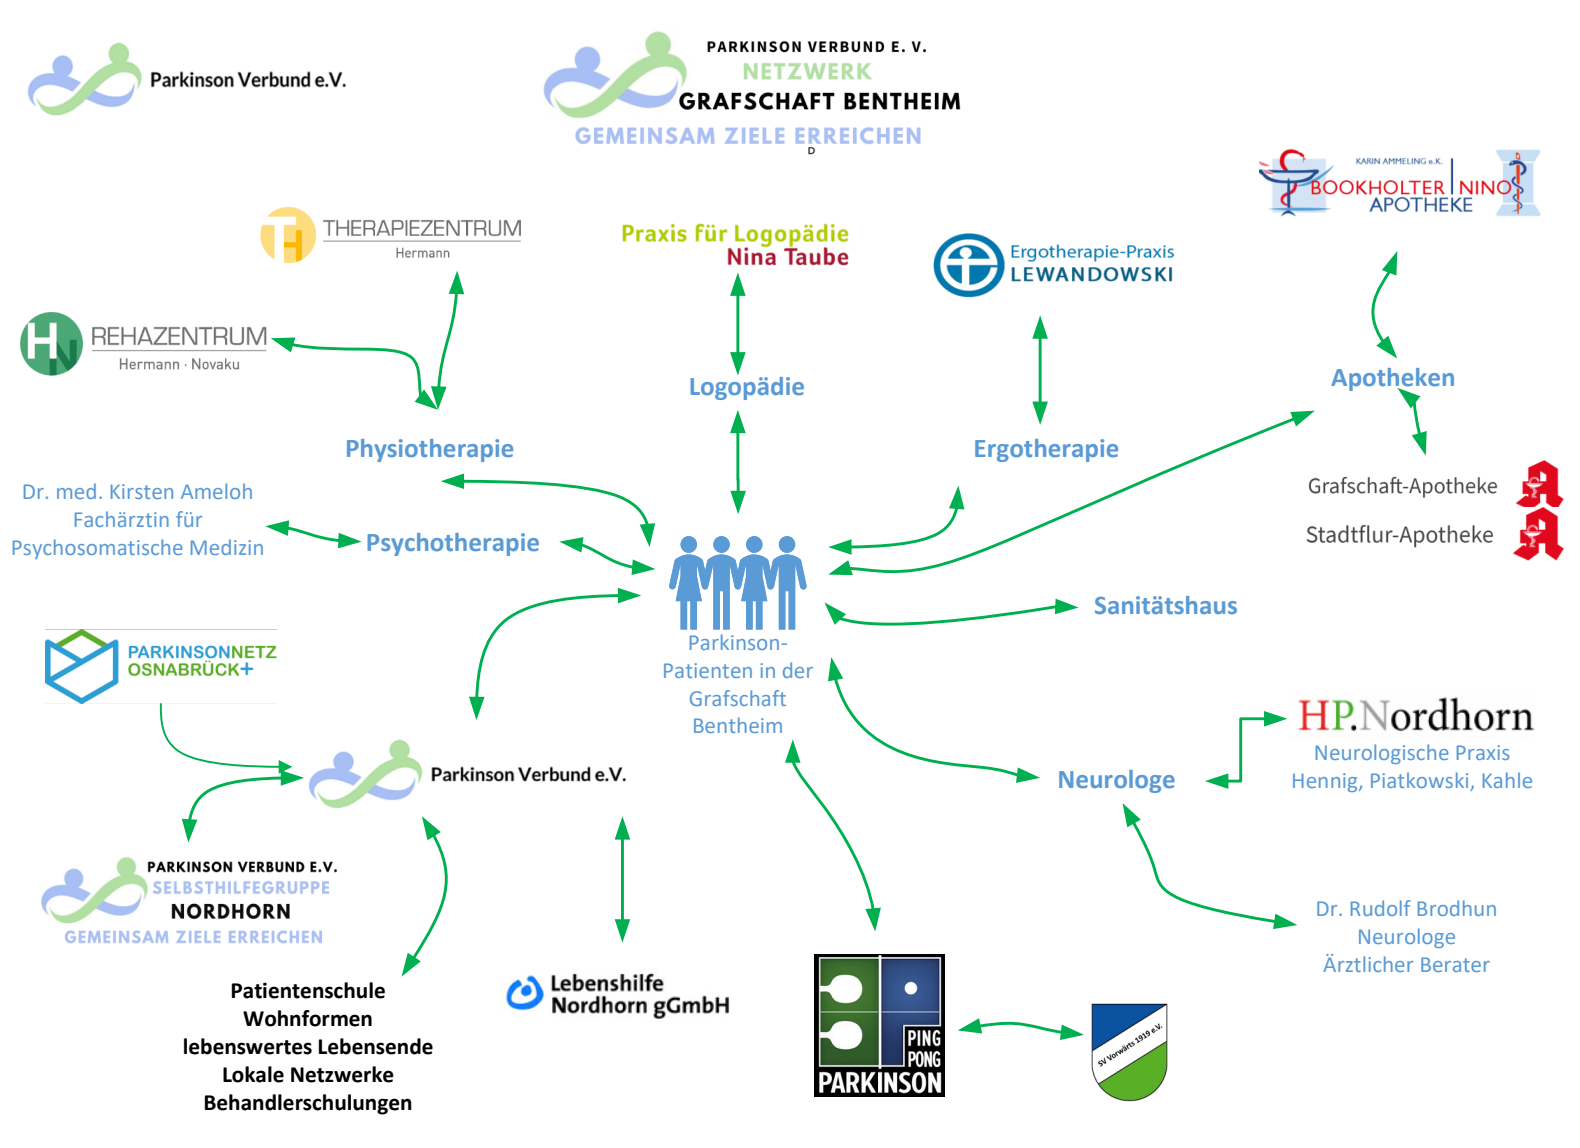 Parkinson Verbund e.V.
PARKINSON VERBUND E. V.
NETZWERK
GRAFSCHAFT BENTHEIM
GEMEINSAM ZIELE ERREICHEN
D
KARIN AMMELING e.K.
BOOKHOLTER NINO
APOTHEKE
TH THERAPIEZENTRUM
Hermann
Praxis für Logopädie
Nina Taube
Ergotherapie-Praxis
LEWANDOWSKI
HN REHAZENTRUM
Hermann · Novaku
Logopädie
Apotheken
Physiotherapie
Ergotherapie
Dr. med. Kirsten Ameloh
Fachärztin für
Psychosomatische Medizin
Psychotherapie
Grafschaft-Apotheke
Stadtflur-Apotheke
Sanitätshaus
Parkinson-
Patienten in der
Grafschaft
Bentheim
PARKINSONNETZ
OSNABRÜCK+
HP.Nordhorn
Neurologische Praxis
Hennig, Piatkowski, Kahle
Parkinson Verbund e.V.
Neurologe
PARKINSON VERBUND E.V.
SELBSTHILFEGRUPPE
NORDHORN
GEMEINSAM ZIELE ERREICHEN
Dr. Rudolf Brodhun
Neurologe
Ärztlicher Berater
Patientenschule
Wohnformen
lebenswertes Lebensende
Lokale Netzwerke
Behandlerschulungen
Lebenshilfe
Nordhorn gGmbH
PING
PONG
PARKINSON
SV Vorwärts 1919 e.V.